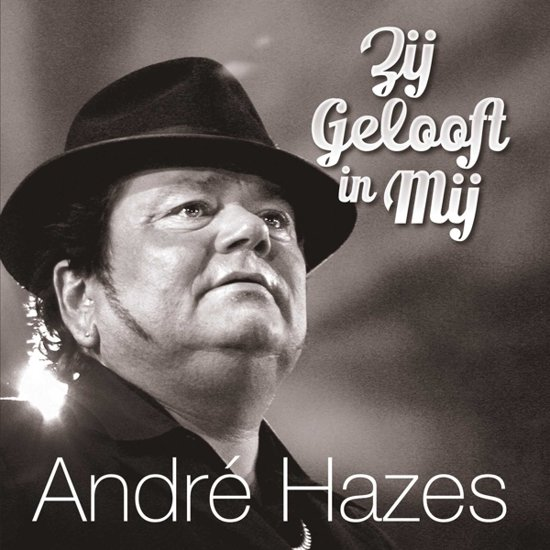 Zij
Gelooft
in Mij
André Hazes